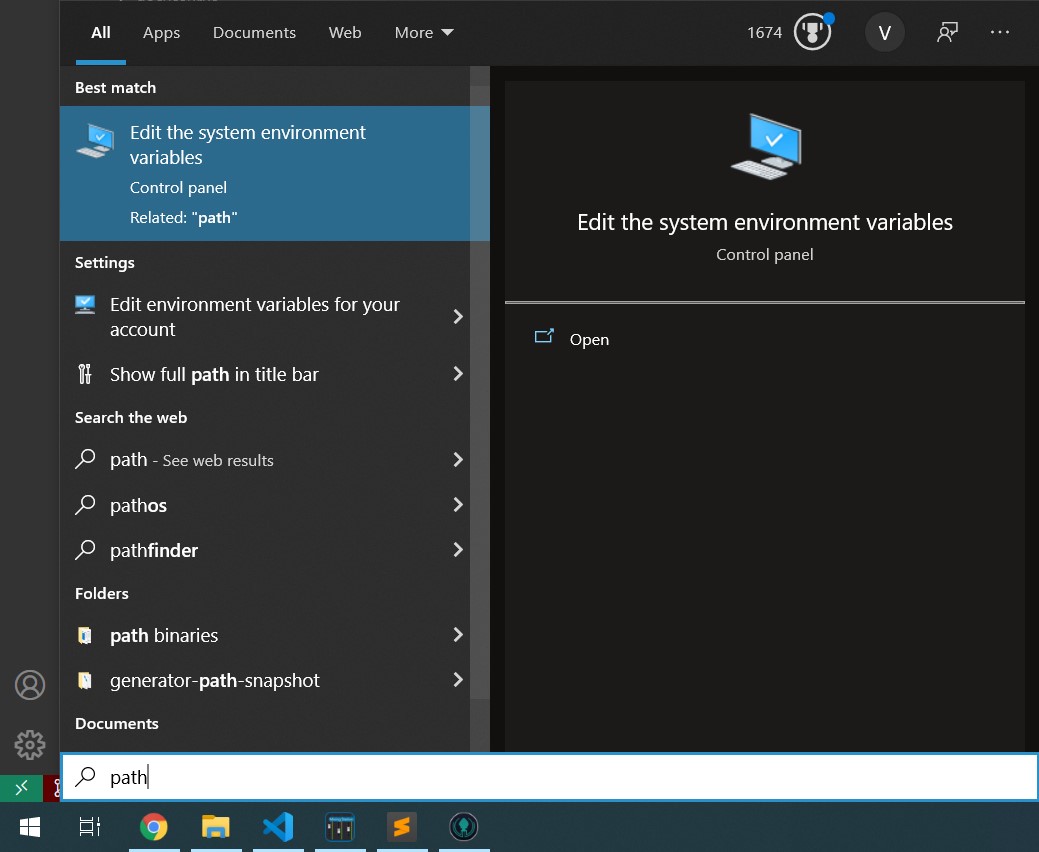 All Apps Documents Web More 1674 V
Best match
Edit the system environment
variables
Control panel
Related: "path"
Settings
Edit environment variables for your
account
Show full path in title bar
Search the web
path - See web results
pathos
pathfinder
Folders
path binaries
generator-path-snapshot
Documents
path
Edit the system environment variables
Control panel
Open